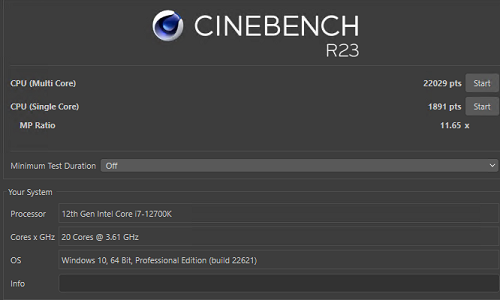 CINEBENCH
R23
CPU (Multi Core) 22029 pts Start
CPU (Single Core) 1891 pts Start
MP Ratio 11.65 x
Minimum Test Duration Off
Your System
Processor 12th Gen Intel Core i7-12700K
Cores x GHz 20 Cores @ 3.61 GHz
OS Windows 10, 64 Bit, Professional Edition (build 22621)
Info